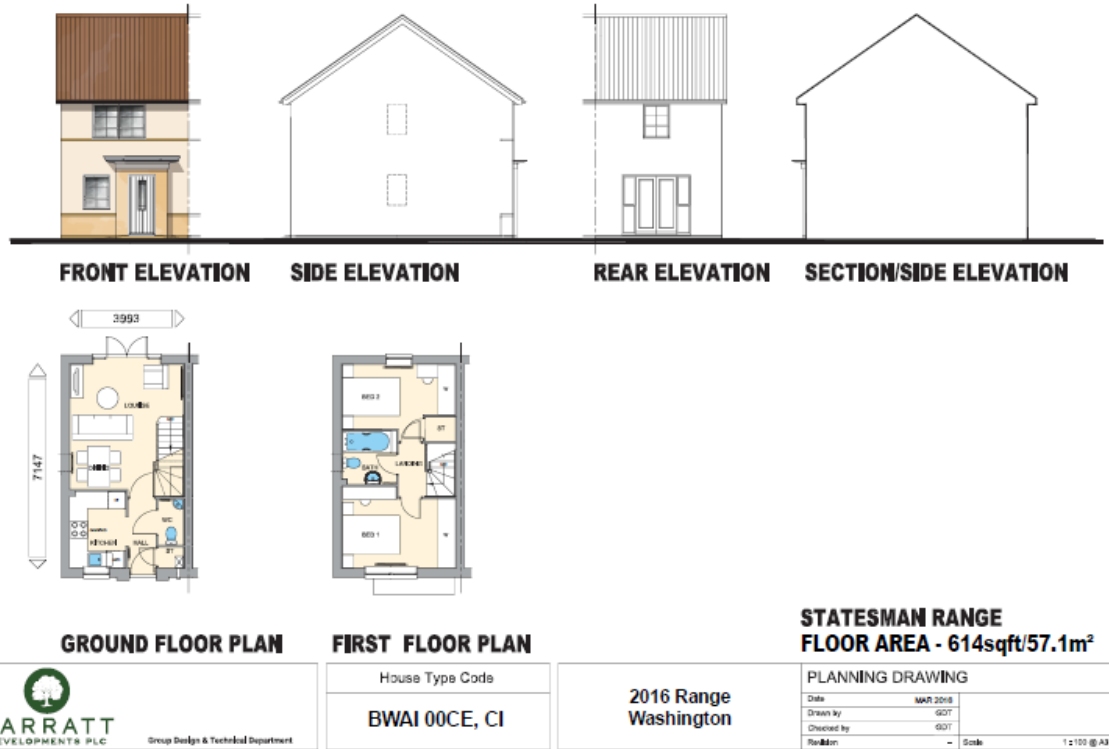 FRONT ELEVATION
SIDE ELEVATION
REAR ELEVATION
SECTION/SIDE ELEVATION
3993
7147
LOUNGE
UP
DINING
WC
KITCHEN
HALL
ST
BED 2
W
ST
BATH
LANDING
BED 1
W
GROUND FLOOR PLAN
FIRST FLOOR PLAN
STATESMAN RANGE
FLOOR AREA - 614sqft/57.1m²
ARRATT
EVELOPMENTS PLC
Group Design & Technical Department
House Type Code
BWAI 00CE, CI
2016 Range
Washington
PLANNING DRAWING
Date MAR 2016
Drawn by GDT
Checked by GDT
Revision - Scale 1:100 @ A3